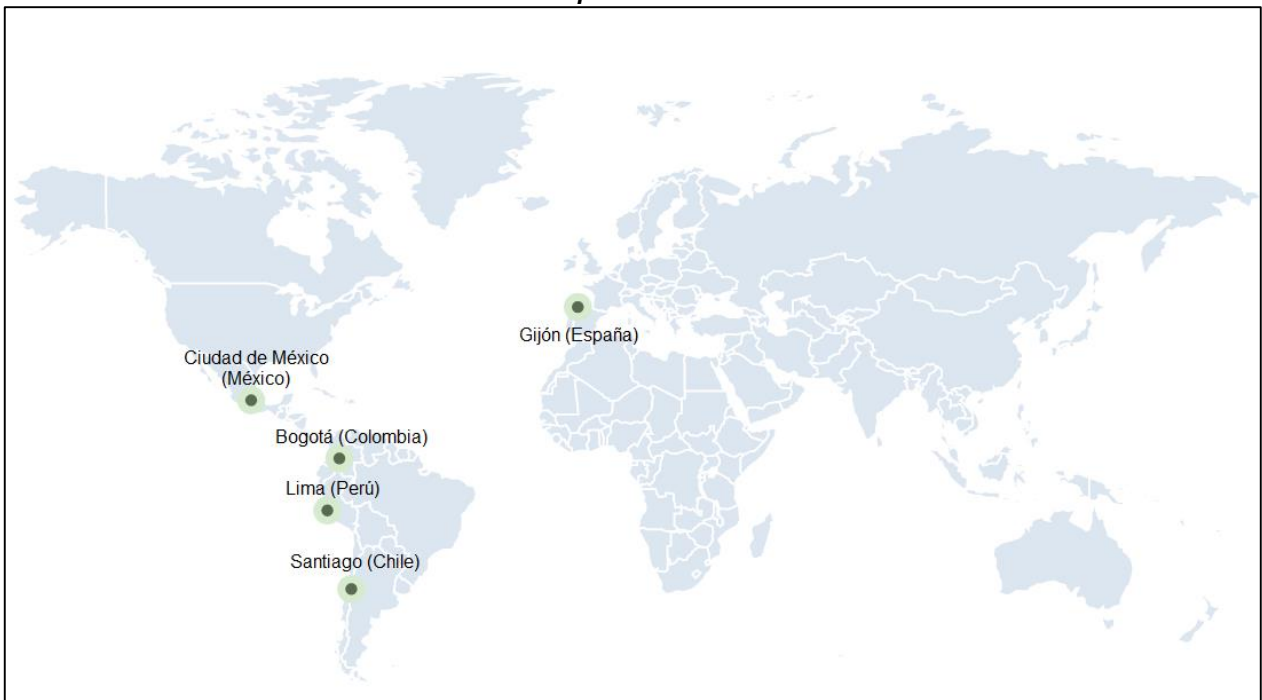 Gijón (España)
Ciudad de México
(México)
Bogotá (Colombia)
Lima (Perú)
Santiago (Chile)